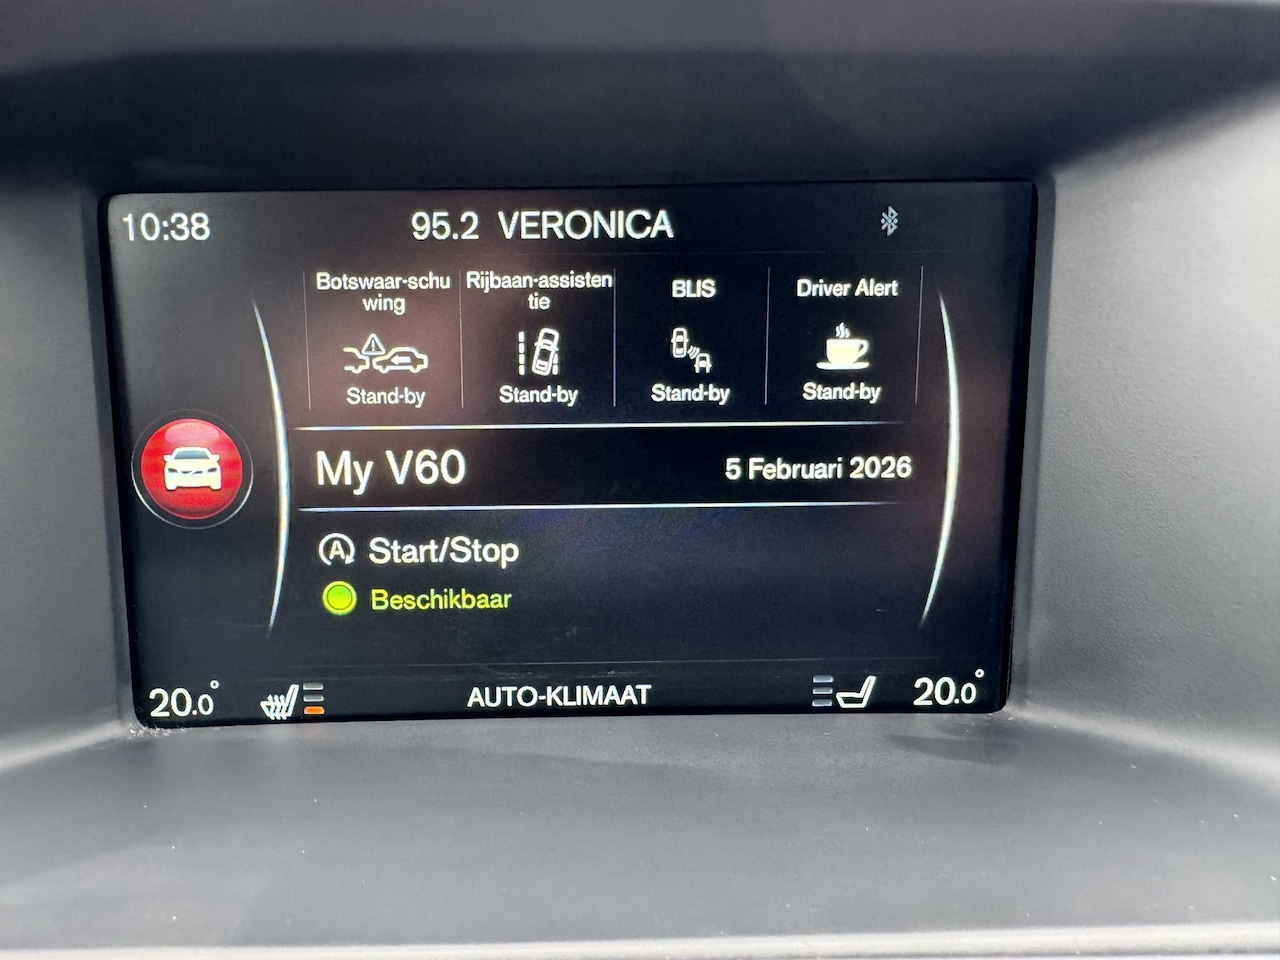 10:38
95.2 VERONICA
Botswaar-schu
wing
Stand-by
Rijbaan-assisten
tie
Stand-by
BLIS
Stand-by
Driver Alert
Stand-by
My V60
5 Februari 2026
A Start/Stop
Beschikbaar
20.0°
AUTO-KLIMAAT
20.0°